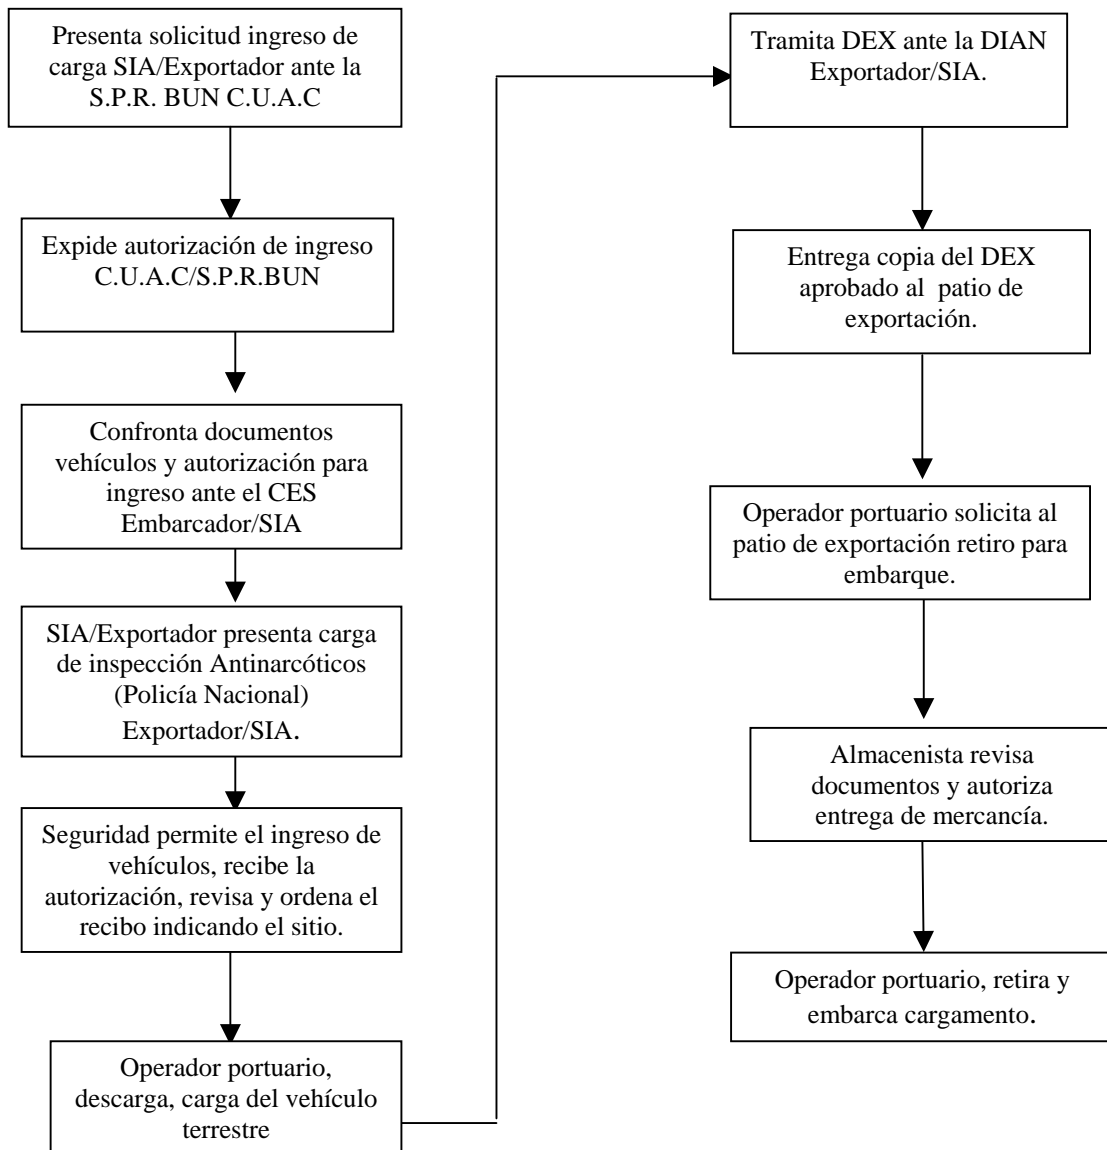 Presenta solicitud ingreso de
carga SIA/Exportador ante la
S.P.R. BUN C.U.A.C
Expide autorización de ingreso
C.U.A.C/S.P.R.BUN
Confronta documentos
vehículos y autorización para
ingreso ante el CES
Embarcador/SIA
SIA/Exportador presenta carga
de inspección Antinarcóticos
(Policía Nacional)
Exportador/SIA.
Seguridad permite el ingreso de
vehículos, recibe la
autorización, revisa y ordena el
recibo indicando el sitio.
Operador portuario,
descarga, carga del vehículo
terrestre
Tramita DEX ante la DIAN
Exportador/SIA.
Entrega copia del DEX
aprobado al  patio de
exportación.
Operador portuario solicita al
patio de exportación retiro para
embarque.
Almacenista revisa
documentos y autoriza
entrega de mercancía.
Operador portuario, retira y
embarca cargamento.